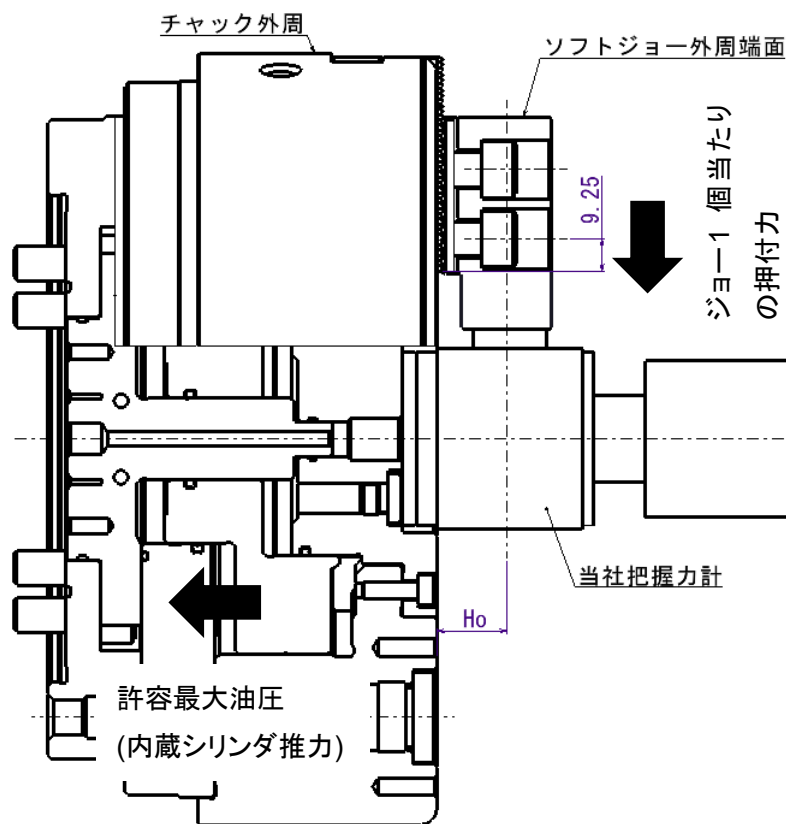 チャック外周
ソフトジョー外周端面
9.25
ジョー1 個当たり
の押付力
当社把握力計
Ho
許容最大油圧
(内蔵シリンダ推力)